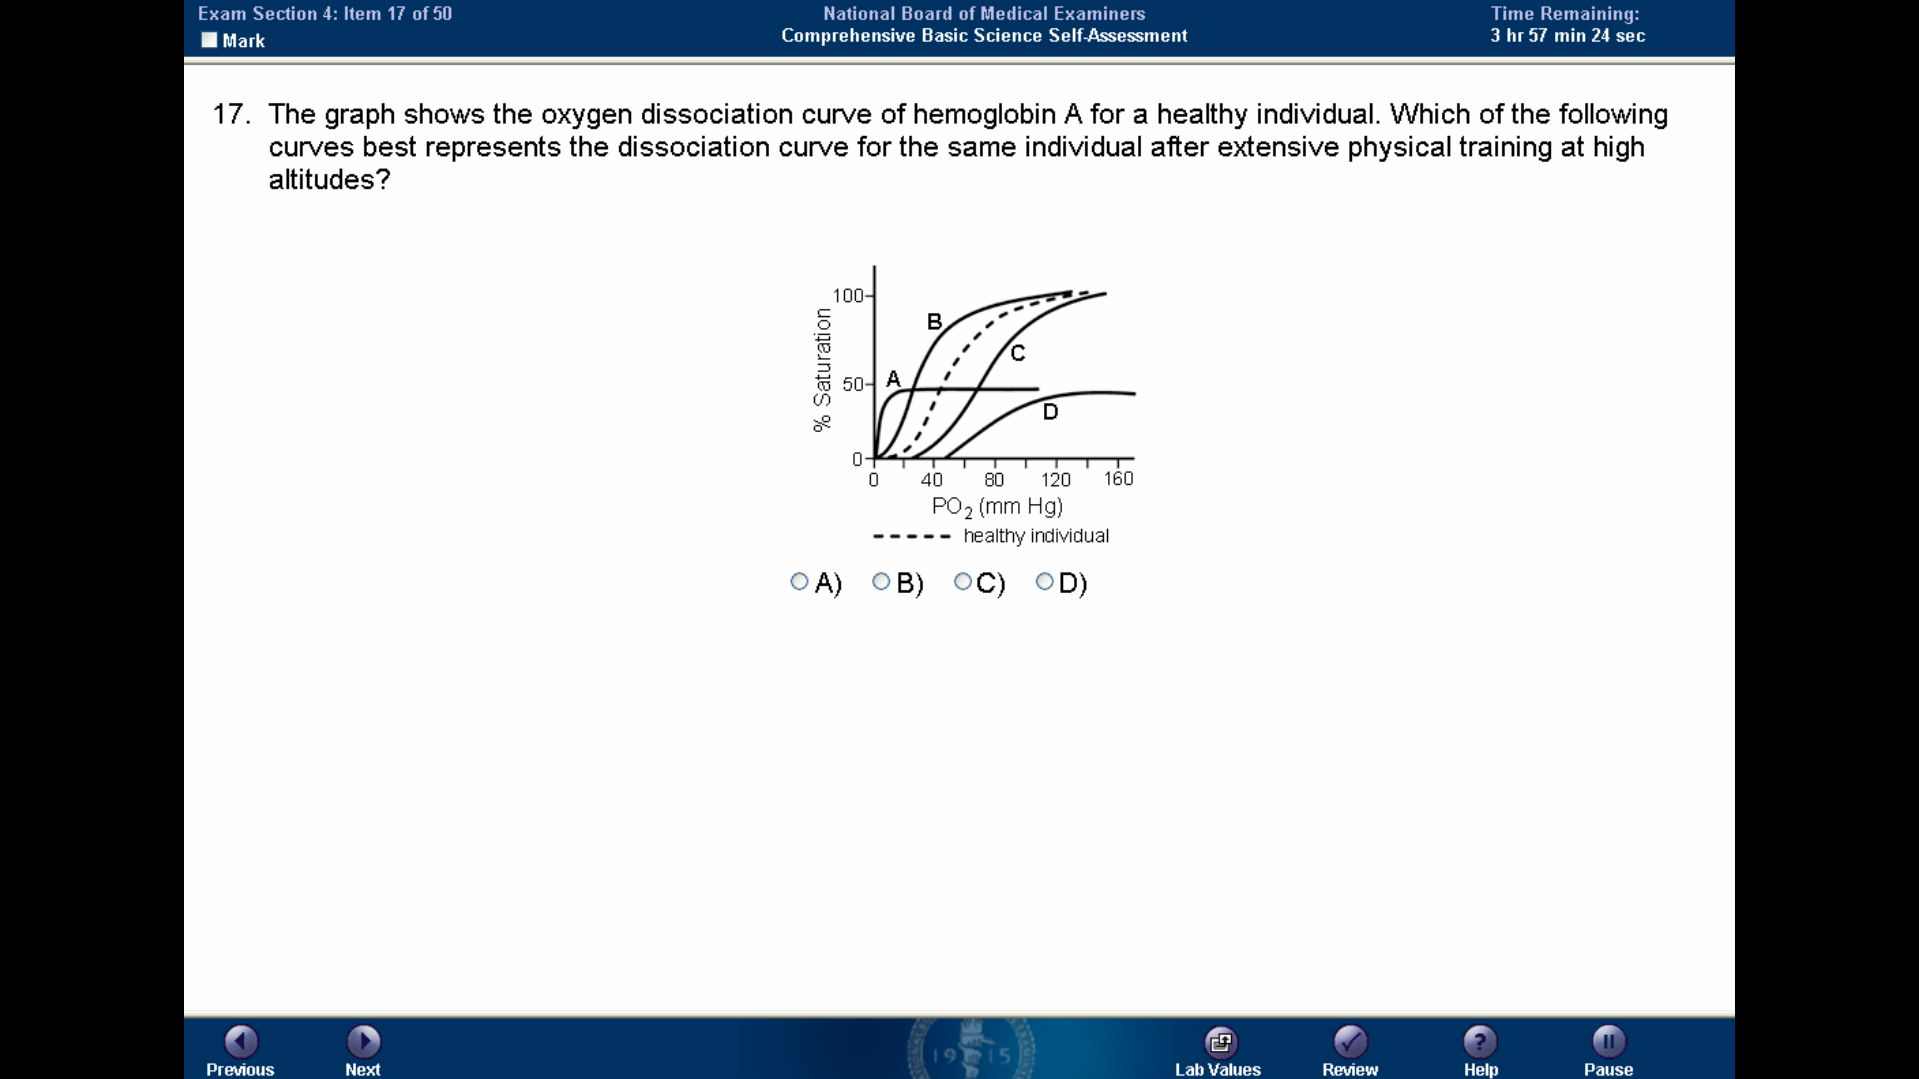 Exam Section 4: Item 17 of 50
National Board of Medical Examiners
Time Remaining:
Mark
Comprehensive Basic Science Self-Assessment
3 hr 57 min 24 sec
17. The graph shows the oxygen dissociation curve of hemoglobin A for a healthy individual. Which of the following
curves best represents the dissociation curve for the same individual after extensive physical training at high
altitudes?
% Saturation
100
50
0
A
B
C
D
0 40 80 120 160
PO2 (mm Hg)
healthy individual
A) B) C) D)
19 15
Previous Next Lab Values Review Help Pause